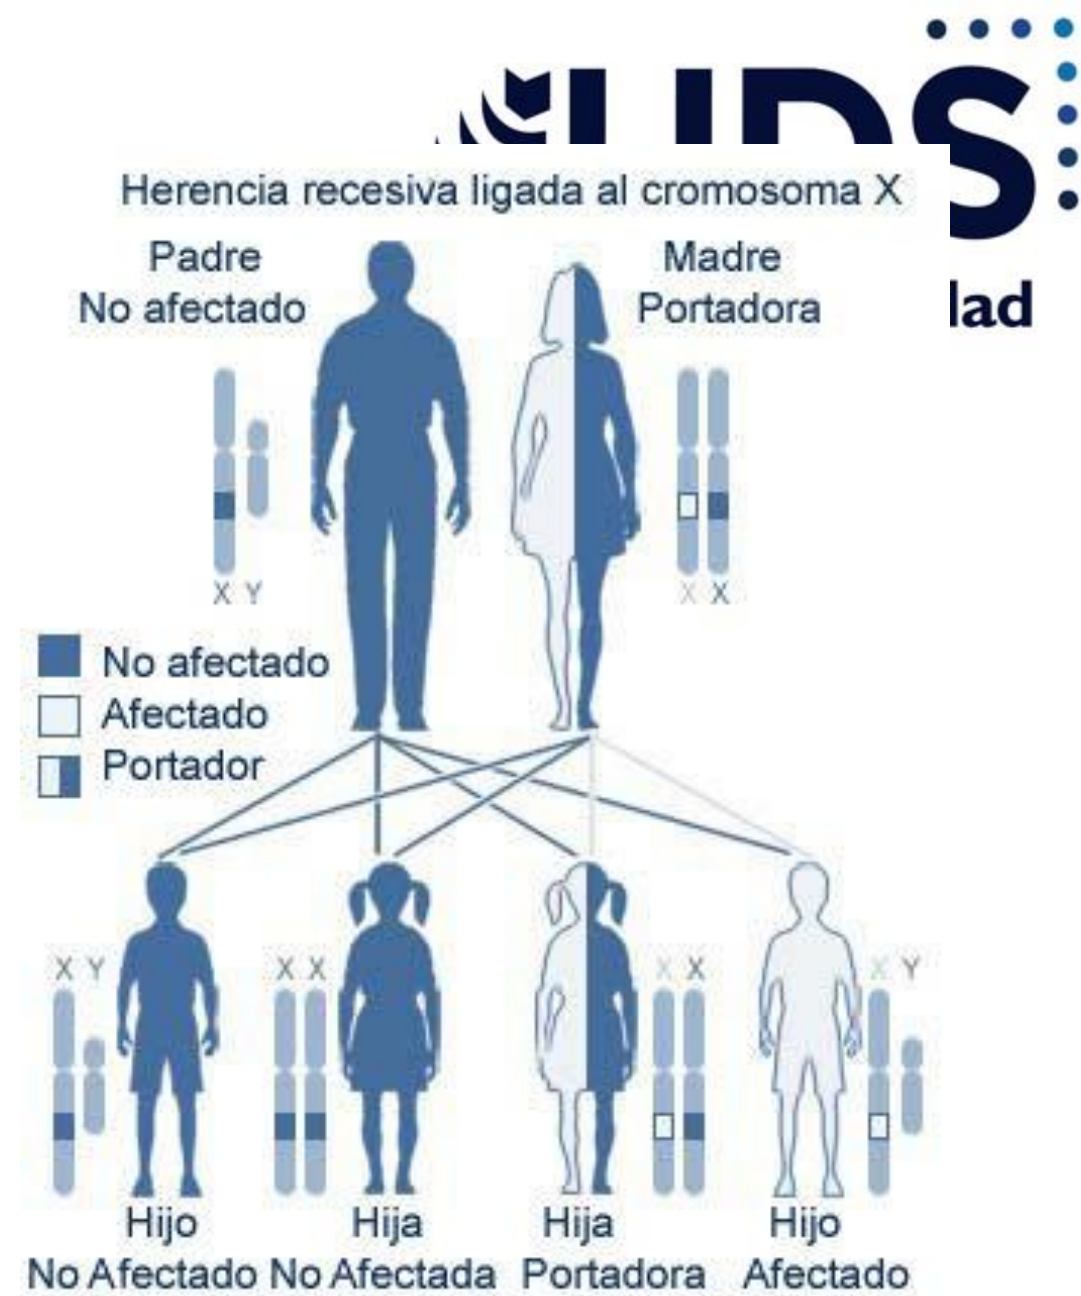 UDS
Herencia recesiva ligada al cromosoma X
Padre
No afectado
Madre
Portadora
dad
X Y
X X
No afectado
Afectado
Portador
X Y
X X
X X
X Y
Hijo
No Afectado
Hija
No Afectada
Hija
Portadora
Hijo
Afectado